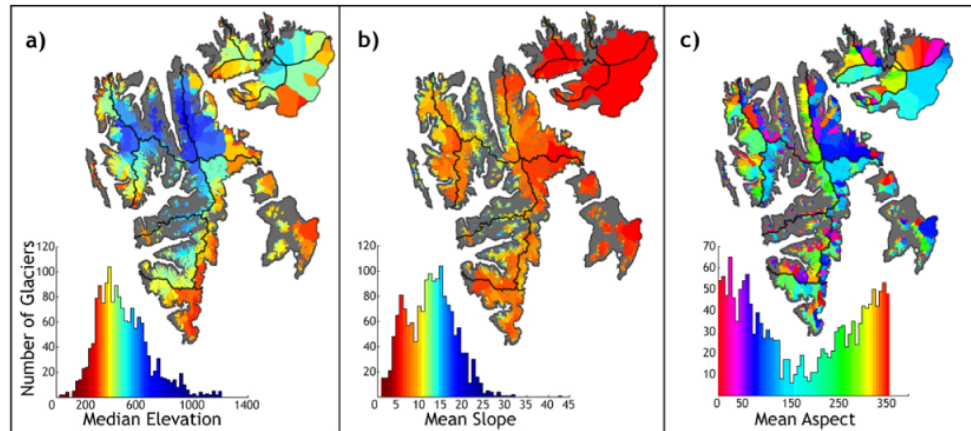 a)
Number of Glaciers
120
100
80
60
40
20
0
200 600 1000 1400
Median Elevation
b)
120
100
80
60
40
20
0
5 10 15 20 25 30 35 40 45
Mean Slope
c)
70
60
50
40
30
20
10
0 50 150 250 350
Mean Aspect